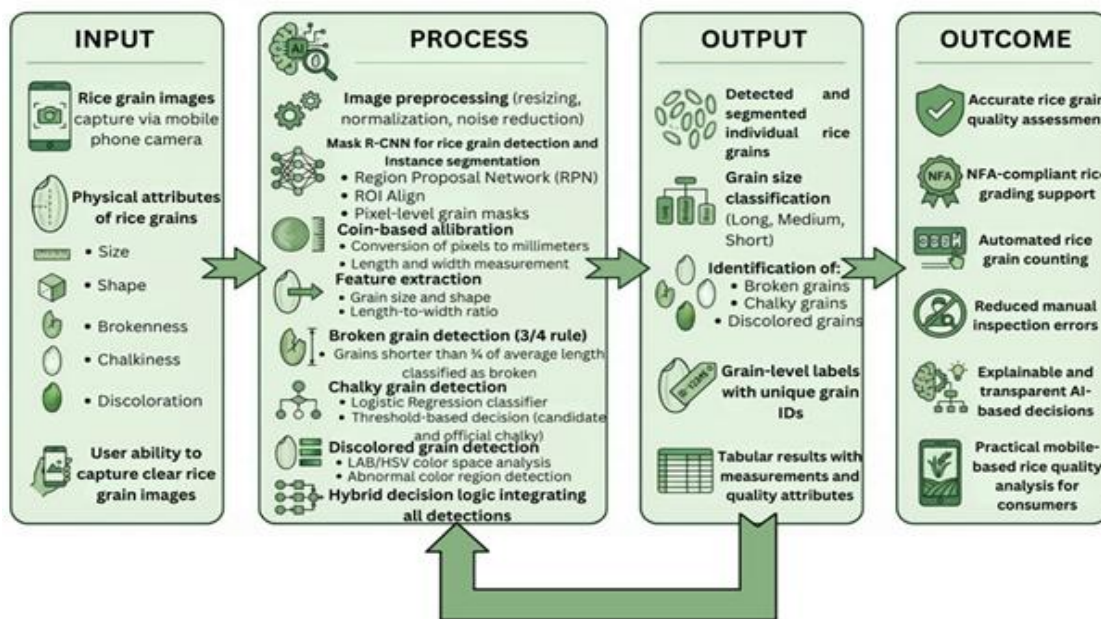 INPUT
Rice grain images
capture via mobile
phone camera
Physical attributes
of rice grains
• Size
• Shape
• Brokenness
• Chalkiness
• Discoloration
User ability to
capture clear rice
grain images
PROCESS
AI
Image preprocessing (resizing,
normalization, noise reduction)
Mask R-CNN for rice grain detection and
Instance segmentation
• Region Proposal Network (RPN)
• ROI Align
• Pixel-level grain masks
Coin-based allibration
• Conversion of pixels to millimeters
• Length and width measurement
Feature extraction
• Grain size and shape
• Length-to-width ratio
Broken grain detection (3/4 rule)
• Grains shorter than ¾ of average length
classified as broken
Chalky grain detection
• Logistic Regression classifier
• Threshold-based decision (candidate
and official chalky)
Discolored grain detection
• LAB/HSV color space analysis
• Abnormal color region detection
Hybrid decision logic integrating
all detections
OUTPUT
Detected and
segmented
individual rice
grains
Grain size
classification
(Long, Medium,
Short)
Identification of:
• Broken grains
• Chalky grains
• Discolored grains
Grain-level labels
with unique grain
IDs
Tabular results with
measurements and
quality attributes
OUTCOME
Accurate rice grain
quality assessment
NFA
NFA-compliant rice
grading support
Automated rice
grain counting
Reduced manual
inspection errors
Explainable and
transparent AI-
based decisions
Practical mobile-
based rice quality
analysis for
consumers